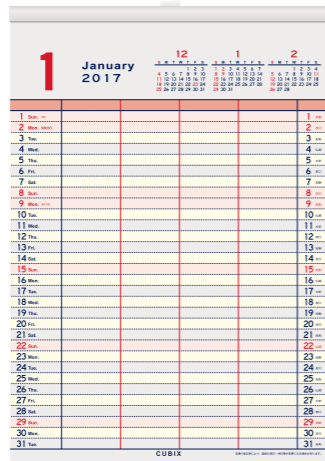 1
January
2017
12 1 2
S M T W T F S S M T W T F S S M T W T F S
1 2 3 1 2 3 4 5 6 7 1 2 3 4
4 5 6 7 8 9 10 8 9 10 11 12 13 14 5 6 7 8 9 10 11
11 12 13 14 15 16 17 15 16 17 18 19 20 21 12 13 14 15 16 17 18
18 19 20 21 22 23 24 22 23 24 25 26 27 28 19 20 21 22 23 24 25
25 26 27 28 29 30 31 29 30 31 26 27 28
1 Sun. 1
2 Mon. 2
3 Tue. 3
4 Wed. 4
5 Thu. 5
6 Fri. 6
7 Sat. 7
8 Sun. 8
9 Mon. 9
10 Tue. 10
11 Wed. 11
12 Thu. 12
13 Fri. 13
14 Sat. 14
15 Sun. 15
16 Mon. 16
17 Tue. 17
18 Wed. 18
19 Thu. 19
20 Fri. 20
21 Sat. 21
22 Sun. 22
23 Mon. 23
24 Tue. 24
25 Wed. 25
26 Thu. 26
27 Fri. 27
28 Sat. 28
29 Sun. 29
30 Mon. 30
31 Tue. 31
CUBIX